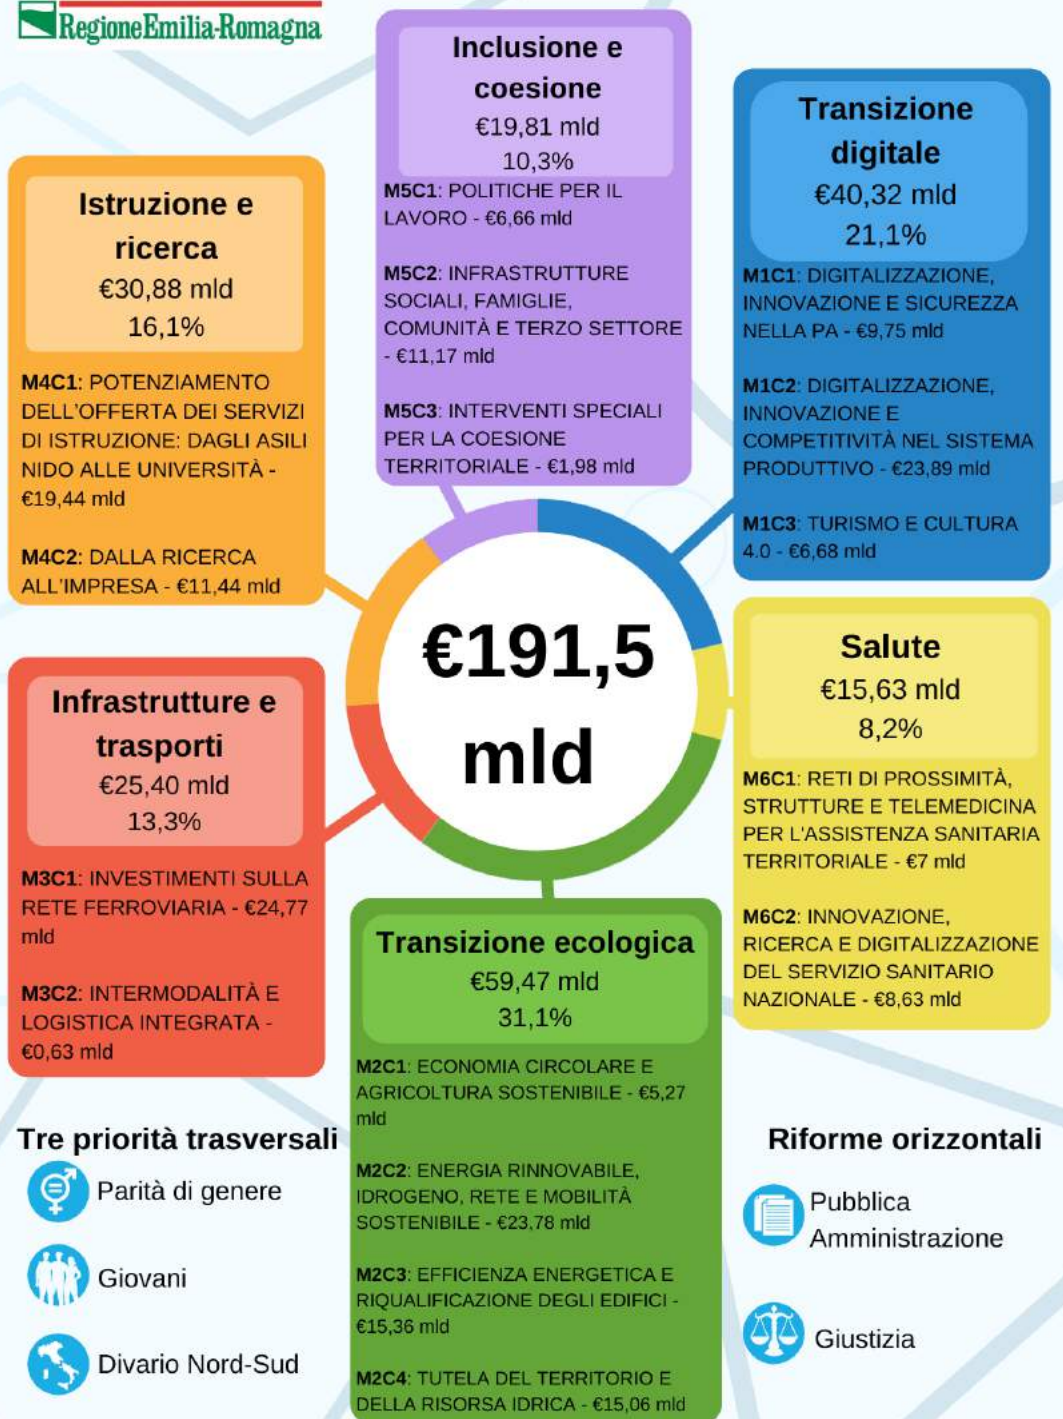 RegioneEmilia-Romagna
Inclusione e
coesione
€19,81 mld
10,3%
M5C1: POLITICHE PER IL
LAVORO - €6,66 mld
M5C2: INFRASTRUTTURE
SOCIALI, FAMIGLIE,
COMUNITÀ E TERZO SETTORE
- €11,17 mld
M5C3: INTERVENTI SPECIALI
PER LA COESIONE
TERRITORIALE - €1,98 mld
Transizione
digitale
€40,32 mld
21,1%
M1C1: DIGITALIZZAZIONE,
INNOVAZIONE E SICUREZZA
NELLA PA - €9,75 mld
M1C2: DIGITALIZZAZIONE,
INNOVAZIONE E
COMPETITIVITÀ NEL SISTEMA
PRODUTTIVO - €23,89 mld
M1C3: TURISMO E CULTURA
4.0 - €6,68 mld
Istruzione e
ricerca
€30,88 mld
16,1%
M4C1: POTENZIAMENTO
DELL'OFFERTA DEI SERVIZI
DI ISTRUZIONE: DAGLI ASILI
NIDO ALLE UNIVERSITÀ -
€19,44 mld
M4C2: DALLA RICERCA
ALL'IMPRESA - €11,44 mld
€191,5
mld
Salute
€15,63 mld
8,2%
M6C1: RETI DI PROSSIMITÀ,
STRUTTURE E TELEMEDICINA
PER L'ASSISTENZA SANITARIA
TERRITORIALE - €7 mld
M6C2: INNOVAZIONE,
RICERCA E DIGITALIZZAZIONE
DEL SERVIZIO SANITARIO
NAZIONALE - €8,63 mld
Infrastrutture e
trasporti
€25,40 mld
13,3%
M3C1: INVESTIMENTI SULLA
RETE FERROVIARIA - €24,77
mld
M3C2: INTERMODALITÀ E
LOGISTICA INTEGRATA -
€0,63 mld
Transizione ecologica
€59,47 mld
31,1%
M2C1: ECONOMIA CIRCOLARE E
AGRICOLTURA SOSTENIBILE - €5,27
mld
M2C2: ENERGIA RINNOVABILE,
IDROGENO, RETE E MOBILITÀ
SOSTENIBILE - €23,78 mld
M2C3: EFFICIENZA ENERGETICA E
RIQUALIFICAZIONE DEGLI EDIFICI -
€15,36 mld
M2C4: TUTELA DEL TERRITORIO E
DELLA RISORSA IDRICA - €15,06 mld
Tre priorità trasversali
Parità di genere
Giovani
Divario Nord-Sud
Riforme orizzontali
Pubblica
Amministrazione
Giustizia